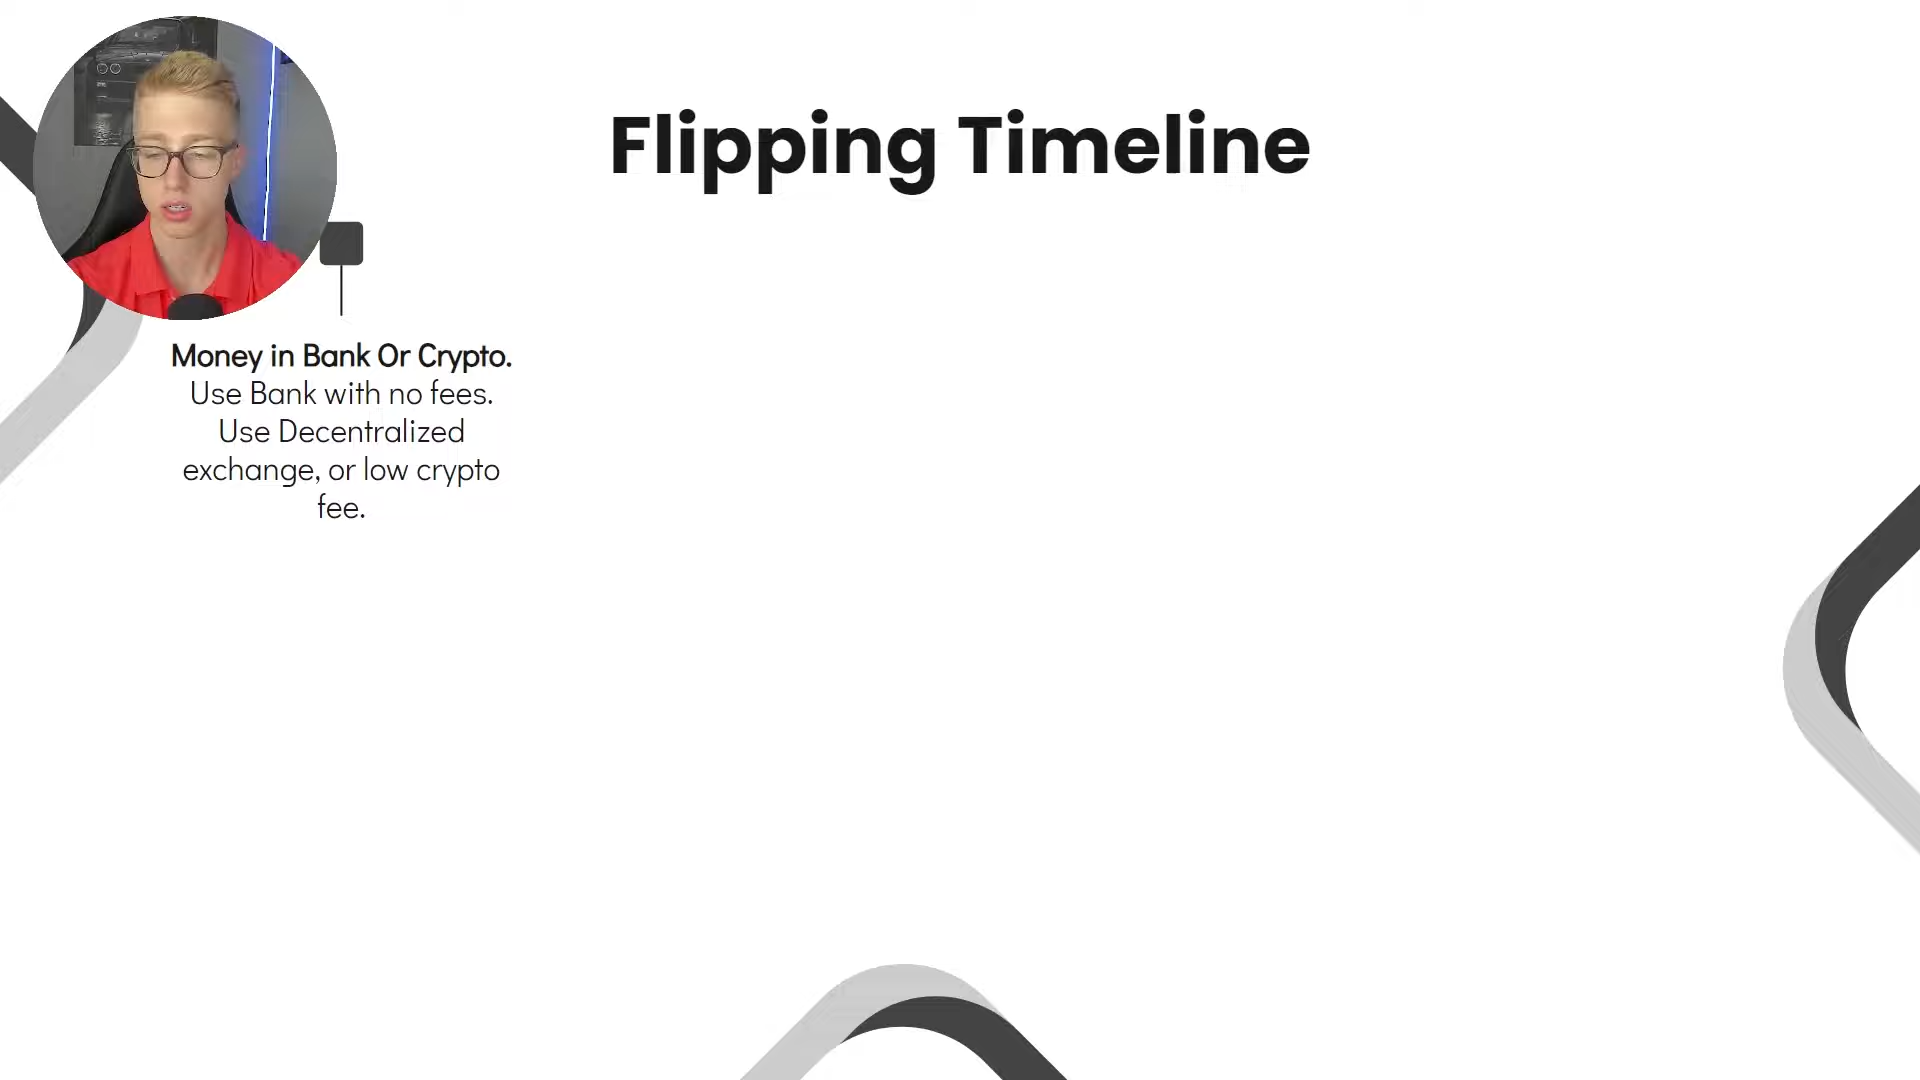 Flipping Timeline
Money in Bank Or Crypto.
Use Bank with no fees.
Use Decentralized
exchange, or low crypto
fee.